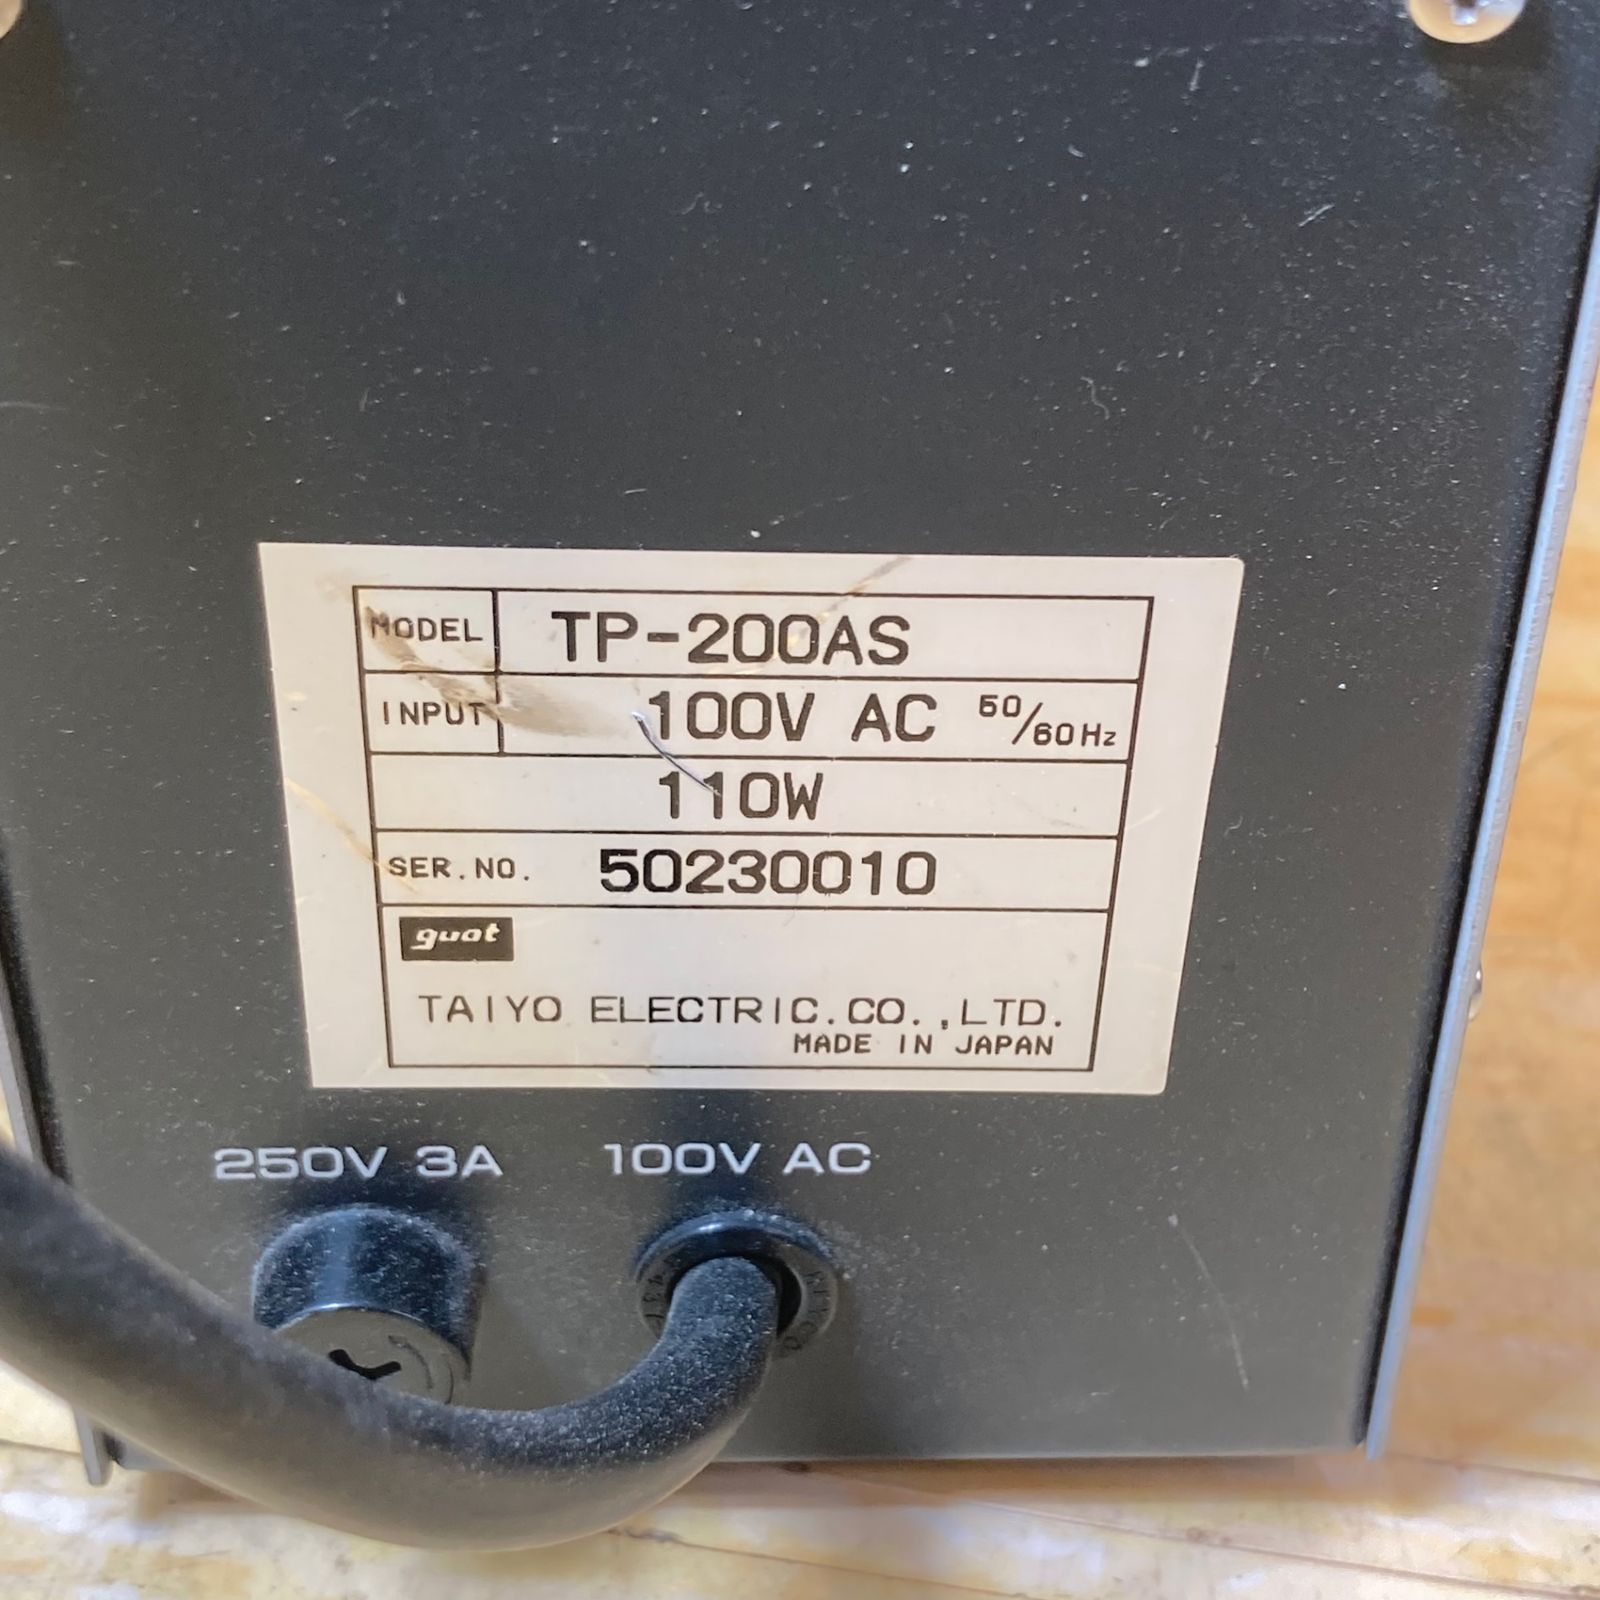 MODEL TP-200AS
INPUT 100V AC 50/60Hz
110W
SER.NO. 50230010
goot
TAIYO ELECTRIC.CO.,LTD.
MADE IN JAPAN
250V 3A 100V AC